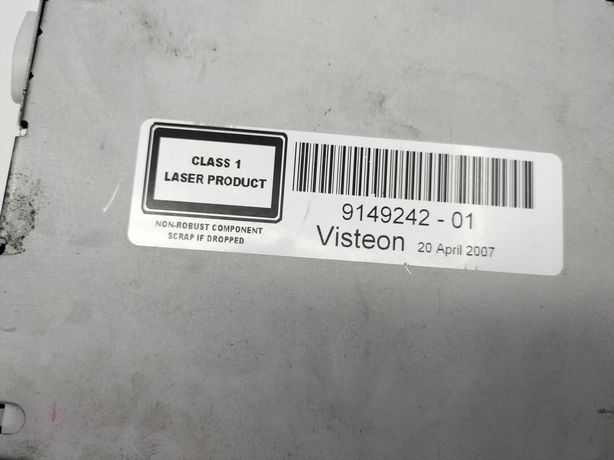 CLASS 1
LASER PRODUCT
NON-ROBUST COMPONENT
SCRAP IF DROPPED
9149242 - 01
Visteon 20 April 2007